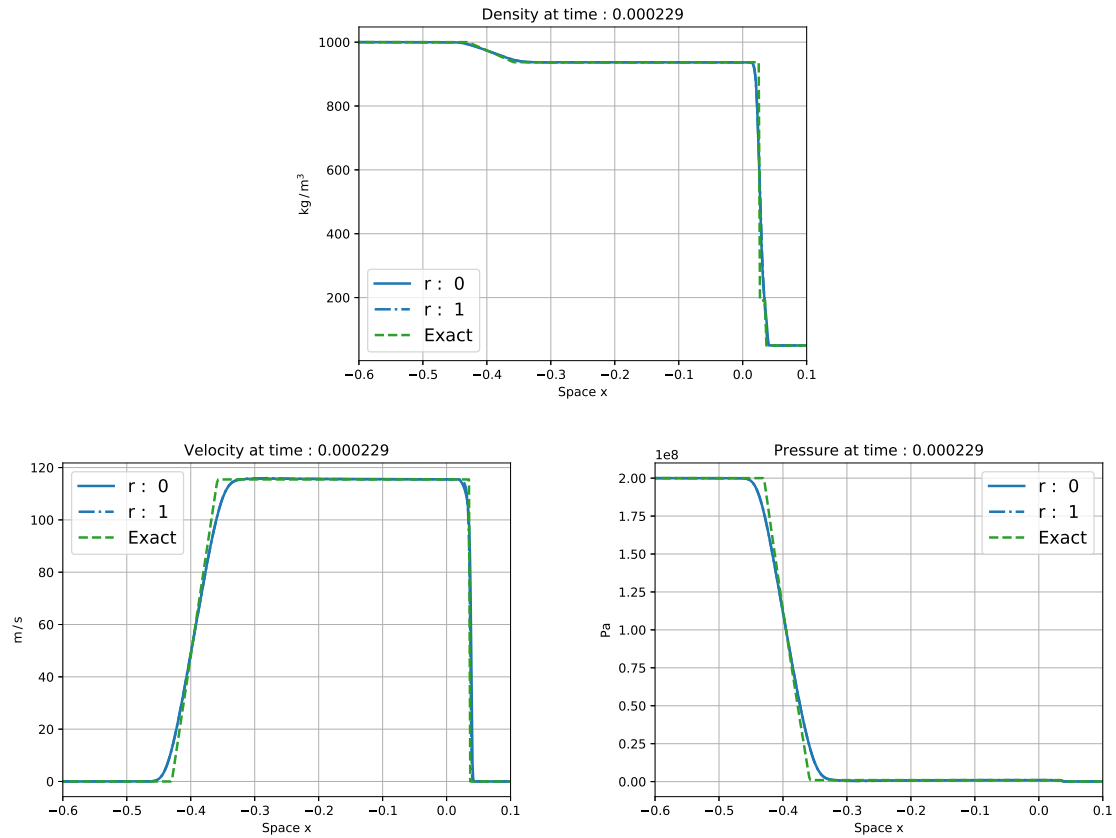 Density at time : 0.000229
1000
800
600
400
200
kg / m³
r : 0
r : 1
Exact
−0.6 −0.5 −0.4 −0.3 −0.2 −0.1 0.0 0.1
Space x
Velocity at time : 0.000229
120
100
80
60
40
20
0
m / s
r : 0
r : 1
Exact
−0.6 −0.5 −0.4 −0.3 −0.2 −0.1 0.0 0.1
Space x
Pressure at time : 0.000229
1e8
2.00
1.75
1.50
1.25
1.00
0.75
0.50
0.25
0.00
Pa
r : 0
r : 1
Exact
−0.6 −0.5 −0.4 −0.3 −0.2 −0.1 0.0 0.1
Space x